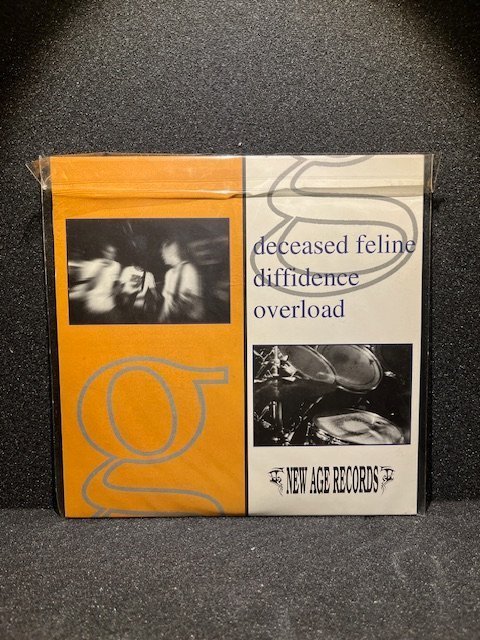 g
g
deceased feline
diffidence
overload
NEW AGE RECORDS